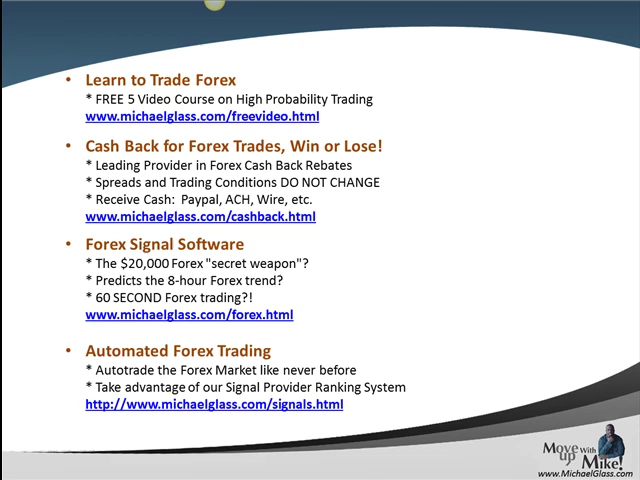 • Learn to Trade Forex
* FREE 5 Video Course on High Probability Trading
www.michaelglass.com/freevideo.html
• Cash Back for Forex Trades, Win or Lose!
* Leading Provider in Forex Cash Back Rebates
* Spreads and Trading Conditions DO NOT CHANGE
* Receive Cash: Paypal, ACH, Wire, etc.
www.michaelglass.com/cashback.html
• Forex Signal Software
* The $20,000 Forex "secret weapon"?
* Predicts the 8-hour Forex trend?
* 60 SECOND Forex trading?!
www.michaelglass.com/forex.html
• Automated Forex Trading
* Autotrade the Forex Market like never before
* Take advantage of our Signal Provider Ranking System
http://www.michaelglass.com/signals.html
Move up With Mike!
www.MichaelGlass.com